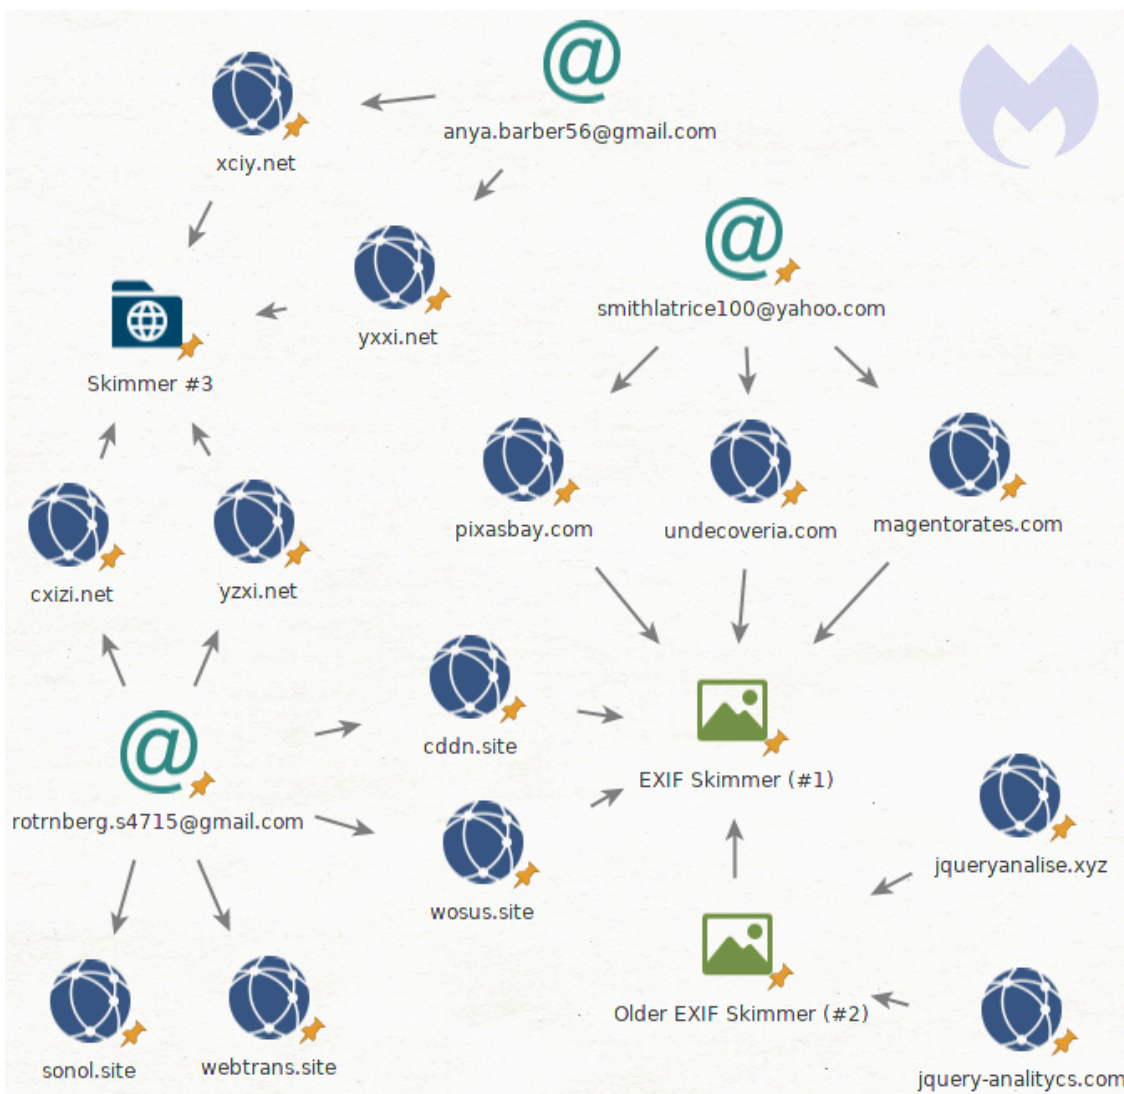 anya.barber56@gmail.com
xciy.net
smithlatrice100@yahoo.com
yxxi.net
Skimmer #3
pixasbay.com
undecoveria.com
magentorates.com
cxizi.net
yzxi.net
cddn.site
EXIF Skimmer (#1)
rotrnberg.s4715@gmail.com
jqueryanalise.xyz
wosus.site
Older EXIF Skimmer (#2)
sonol.site
webtrans.site
jquery-analitycs.com